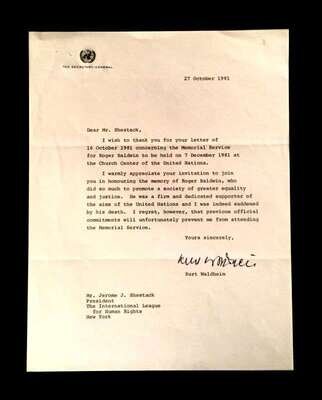 THE SECRETARY-GENERAL
27 October 1981
Dear Mr. Shestack,
I wish to thank you for your letter of
16 October 1981 concerning the Memorial Service
for Roger Baldwin to be held on 7 December 1981 at
the Church Center of the United Nations.
I warmly appreciate your invitation to join
you in honouring the memory of Roger Baldwin, who
did so much to promote a society of greater equality
and justice. He was a firm and dedicated supporter of
the aims of the United Nations and I was indeed saddened
by his death. I regret, however, that previous official
commitments will unfortunately prevent me from attending
the Memorial Service.
Yours sincerely,
Kurt Waldheim
Kurt Waldheim
Mr. Jerome J. Shestack
President
The International League
for Human Rights
New York